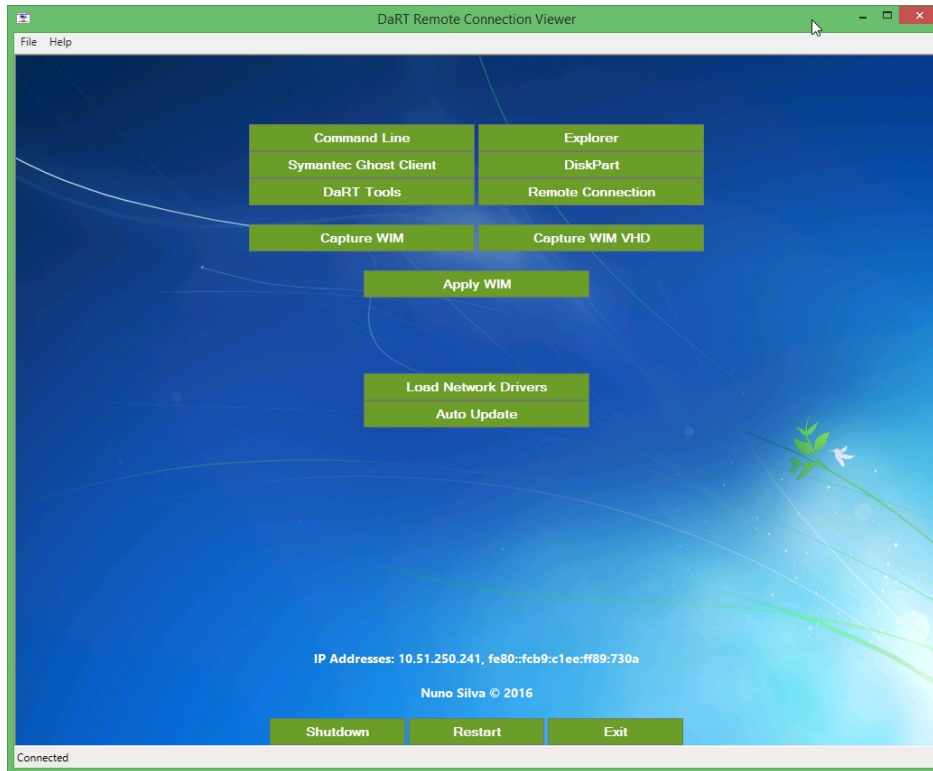 DaRT Remote Connection Viewer
File Help
Command Line Explorer
Symantec Ghost Client DiskPart
DaRT Tools Remote Connection
Capture WIM Capture WIM VHD
Apply WIM
Load Network Drivers
Auto Update
IP Addresses: 10.51.250.241, fe80::fcb9:c1ee:ff89:730a
Nuno Silva © 2016
Shutdown Restart Exit
Connected